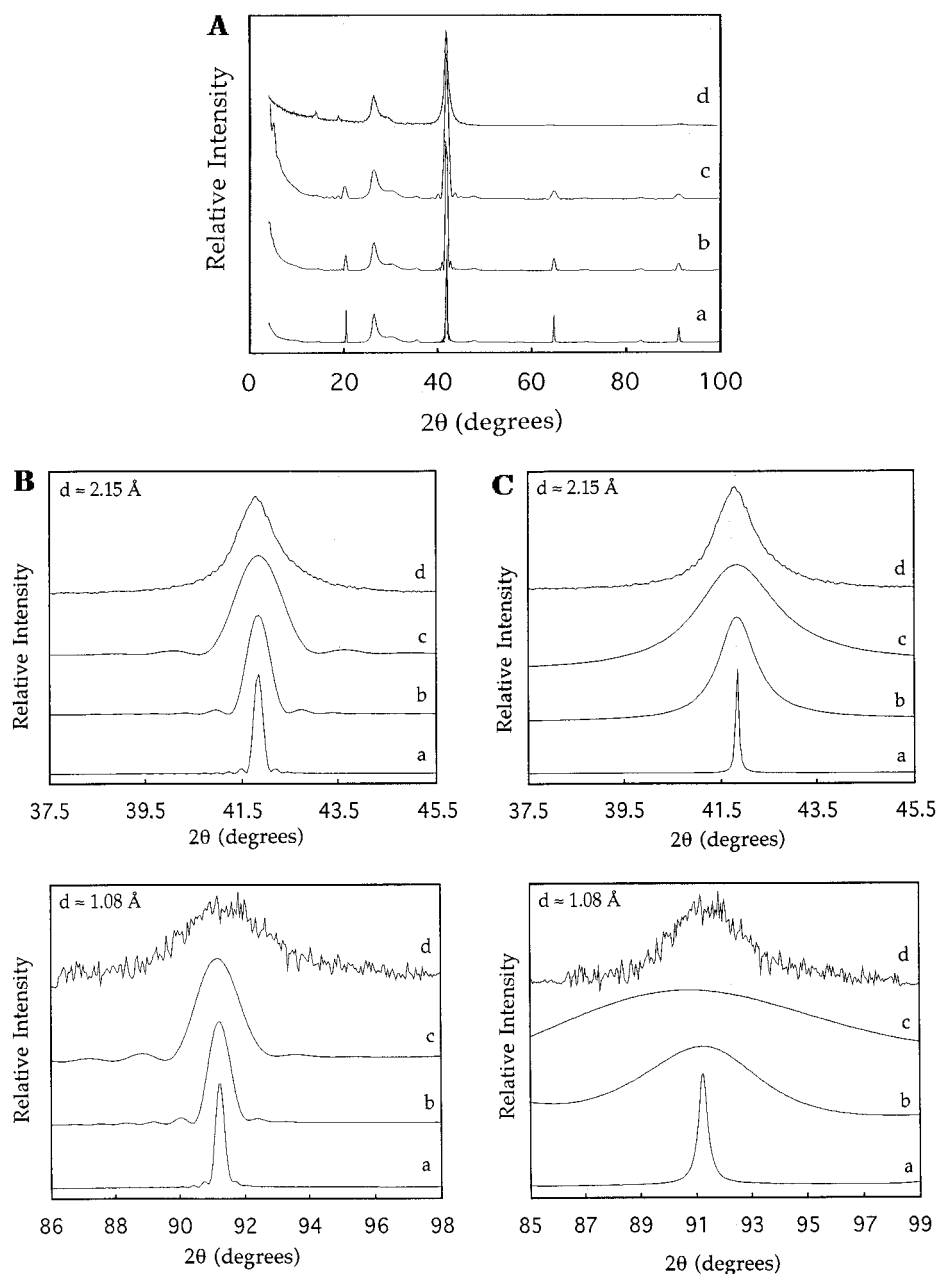 A
Relative Intensity
d
c
b
a
0 20 40 60 80 100
2θ (degrees)
B
d ≈ 2.15 Å
Relative Intensity
d
c
b
a
37.5 39.5 41.5 43.5 45.5
2θ (degrees)
C
d ≈ 2.15 Å
Relative Intensity
d
c
b
a
37.5 39.5 41.5 43.5 45.5
2θ (degrees)
d ≈ 1.08 Å
Relative Intensity
d
c
b
a
86 88 90 92 94 96 98
2θ (degrees)
d ≈ 1.08 Å
Relative Intensity
d
c
b
a
85 87 89 91 93 95 97 99
2θ (degrees)